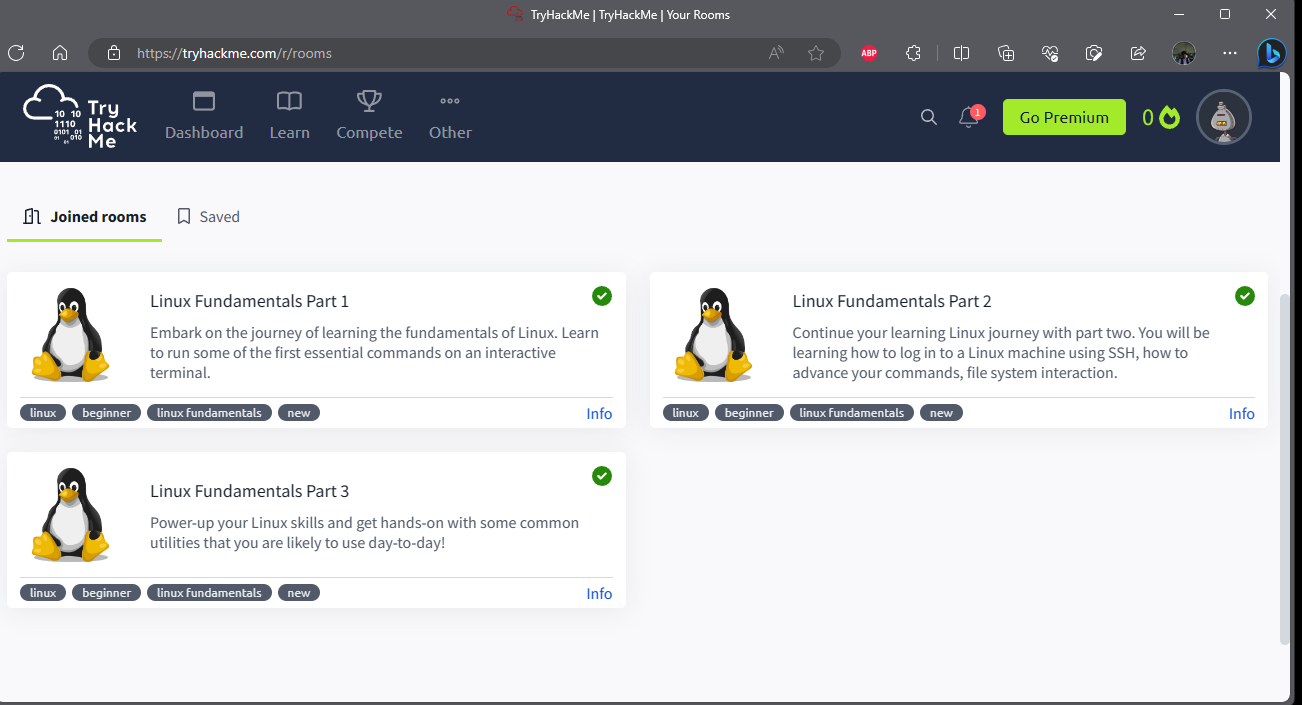 TryHackMe | TryHackMe | Your Rooms
https://tryhackme.com/r/rooms
ABP
Try
Hack
Me
10 10
1110
0101 01
01 010
Dashboard
Learn
Compete
Other
1
Go Premium
0
Joined rooms
Saved
Linux Fundamentals Part 1
Embark on the journey of learning the fundamentals of Linux. Learn
to run some of the first essential commands on an interactive
terminal.
linux beginner linux fundamentals new
Info
Linux Fundamentals Part 2
Continue your learning Linux journey with part two. You will be
learning how to log in to a Linux machine using SSH, how to
advance your commands, file system interaction.
linux beginner linux fundamentals new
Info
Linux Fundamentals Part 3
Power-up your Linux skills and get hands-on with some common
utilities that you are likely to use day-to-day!
linux beginner linux fundamentals new
Info